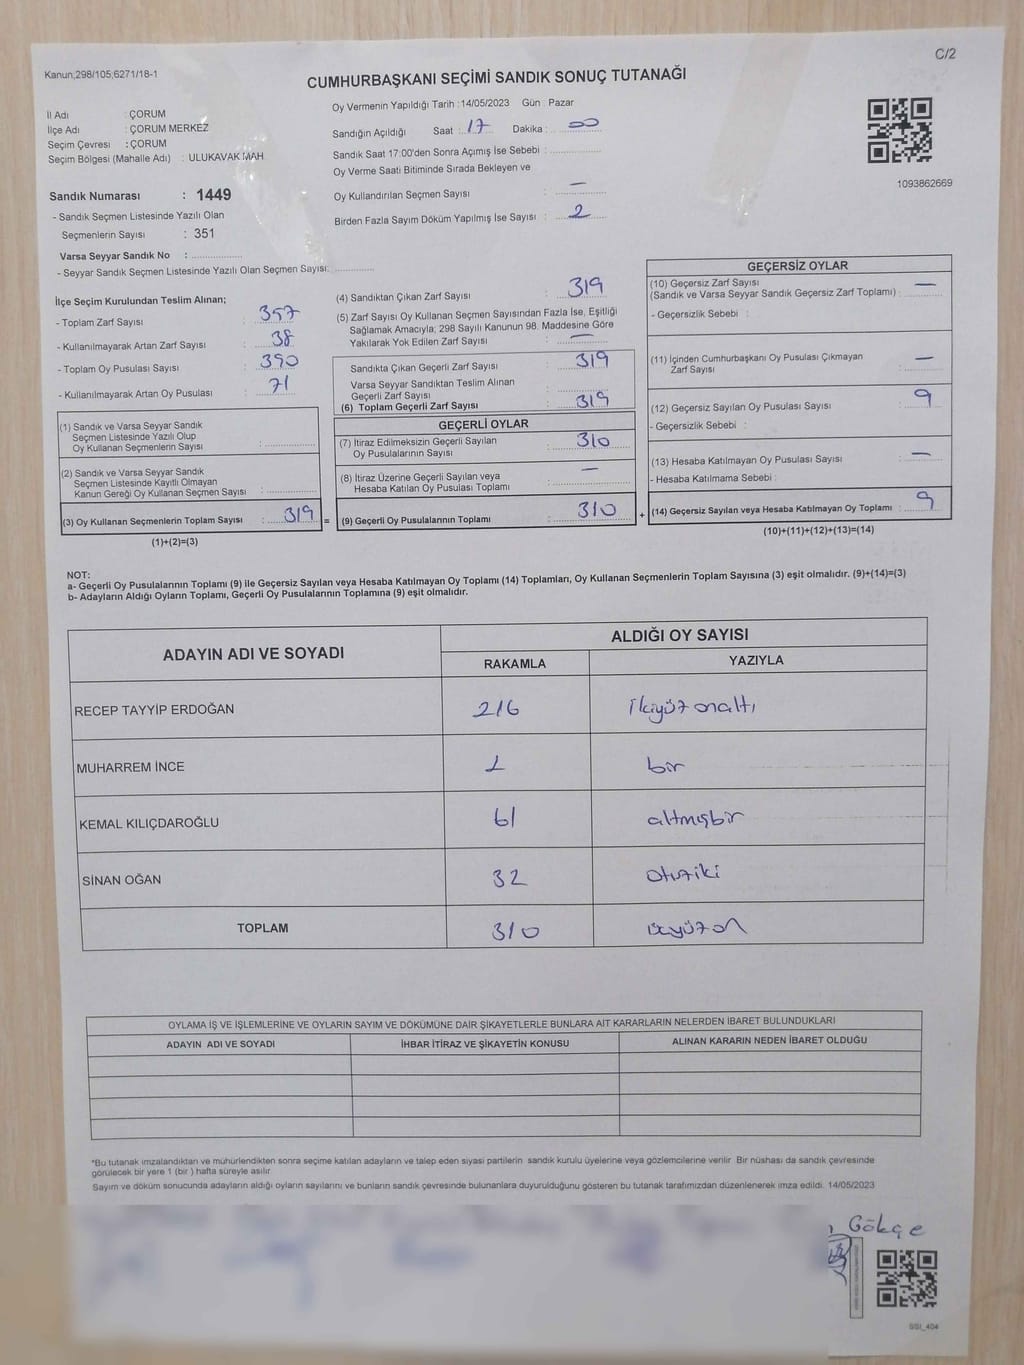 C/2
Kanun;298/105;6271/18-1
CUMHURBAŞKANI SEÇİMİ SANDIK SONUÇ TUTANAĞI
İl Adı : ÇORUM
İlçe Adı : ÇORUM MERKEZ
Seçim Çevresi : ÇORUM
Seçim Bölgesi (Mahalle Adı) : ULUKAVAK MAH
Oy Vermenin Yapıldığı Tarih :14/05/2023 Gün : Pazar
Sandığın Açıldığı Saat : 17 Dakika : 00
Sandık Saat 17:00'den Sonra Açımış İse Sebebi :
Oy Verme Saati Bitiminde Sırada Bekleyen ve
Oy Kullandırılan Seçmen Sayısı : —
Birden Fazla Sayım Döküm Yapılmış İse Sayısı : 2
1093862669
Sandık Numarası : 1449
- Sandık Seçmen Listesinde Yazılı Olan
Seçmenlerin Sayısı : 351
Varsa Seyyar Sandık No :
- Seyyar Sandık Seçmen Listesinde Yazılı Olan Seçmen Sayısı:
İlçe Seçim Kurulundan Teslim Alınan;
- Toplam Zarf Sayısı : 357
- Kullanılmayarak Artan Zarf Sayısı : 38
- Toplam Oy Pusulası Sayısı : 390
- Kullanılmayarak Artan Oy Pusulası : 71
(1) Sandık ve Varsa Seyyar Sandık
Seçmen Listesinde Yazılı Olup
Oy Kullanan Seçmenlerin Sayısı :
(2) Sandık ve Varsa Seyyar Sandık
Seçmen Listesinde Kayıtlı Olmayan
Kanun Gereği Oy Kullanan Seçmen Sayısı :
(3) Oy Kullanan Seçmenlerin Toplam Sayısı : 319 =
(1)+(2)=(3)
(4) Sandıktan Çıkan Zarf Sayısı : 319
(5) Zarf Sayısı Oy Kullanan Seçmen Sayısından Fazla İse, Eşitliği
Sağlamak Amacıyla; 298 Sayılı Kanunun 98. Maddesine Göre
Yakılarak Yok Edilen Zarf Sayısı : —
Sandıkta Çıkan Geçerli Zarf Sayısı : 319
Varsa Seyyar Sandıktan Teslim Alınan
Geçerli Zarf Sayısı :
(6) Toplam Geçerli Zarf Sayısı : 319
GEÇERLİ OYLAR
(7) İtiraz Edilmeksizin Geçerli Sayılan
Oy Pusulalarının Sayısı : 310
(8) İtiraz Üzerine Geçerli Sayılan veya
Hesaba Katılan Oy Pusulası Toplamı : —
(9) Geçerli Oy Pusulalarının Toplamı : 310 +
GEÇERSİZ OYLAR
(10) Geçersiz Zarf Sayısı
(Sandık ve Varsa Seyyar Sandık Geçersiz Zarf Toplamı) : —
- Geçersizlik Sebebi :
(11) İçinden Cumhurbaşkanı Oy Pusulası Çıkmayan
Zarf Sayısı : —
(12) Geçersiz Sayılan Oy Pusulası Sayısı : 9
- Geçersizlik Sebebi :
(13) Hesaba Katılmayan Oy Pusulası Sayısı : —
- Hesaba Katılmama Sebebi :
(14) Geçersiz Sayılan veya Hesaba Katılmayan Oy Toplamı : 9
(10)+(11)+(12)+(13)=(14)
NOT:
a- Geçerli Oy Pusulalarının Toplamı (9) ile Geçersiz Sayılan veya Hesaba Katılmayan Oy Toplamı (14) Toplamları, Oy Kullanan Seçmenlerin Toplam Sayısına (3) eşit olmalıdır. (9)+(14)=(3)
b- Adayların Aldığı Oyların Toplamı, Geçerli Oy Pusulalarının Toplamına (9) eşit olmalıdır.
ADAYIN ADI VE SOYADI ALDIĞI OY SAYISI
RAKAMLA YAZIYLA
RECEP TAYYİP ERDOĞAN 216 ikiyüz onaltı
MUHARREM İNCE 1 bir
KEMAL KILIÇDAROĞLU 61 altmışbir
SİNAN OĞAN 32 otuziki
TOPLAM 310 üçyüzon
OYLAMA İŞ VE İŞLEMLERİNE VE OYLARIN SAYIM VE DÖKÜMÜNE DAİR ŞİKAYETLERLE BUNLARA AİT KARARLARIN NELERDEN İBARET BULUNDUKLARI
ADAYIN ADI VE SOYADI İHBAR İTİRAZ VE ŞİKAYETİN KONUSU ALINAN KARARIN NEDEN İBARET OLDUĞU
*Bu tutanak imzalandıktan ve mühürlendikten sonra seçime katılan adayların ve talep eden siyasi partilerin sandık kurulu üyelerine veya gözlemcilerine verilir Bir nüshası da sandık çevresinde
görülecek bir yere 1 (bir ) hafta süreyle asılır
Sayım ve döküm sonucunda adayların aldığı oyların sayılarını ve bunların sandık çevresinde bulunanlara duyurulduğunu gösteren bu tutanak tarafımızdan düzenlenerek imza edildi. 14/05/2023
Gökçe
SSI_404